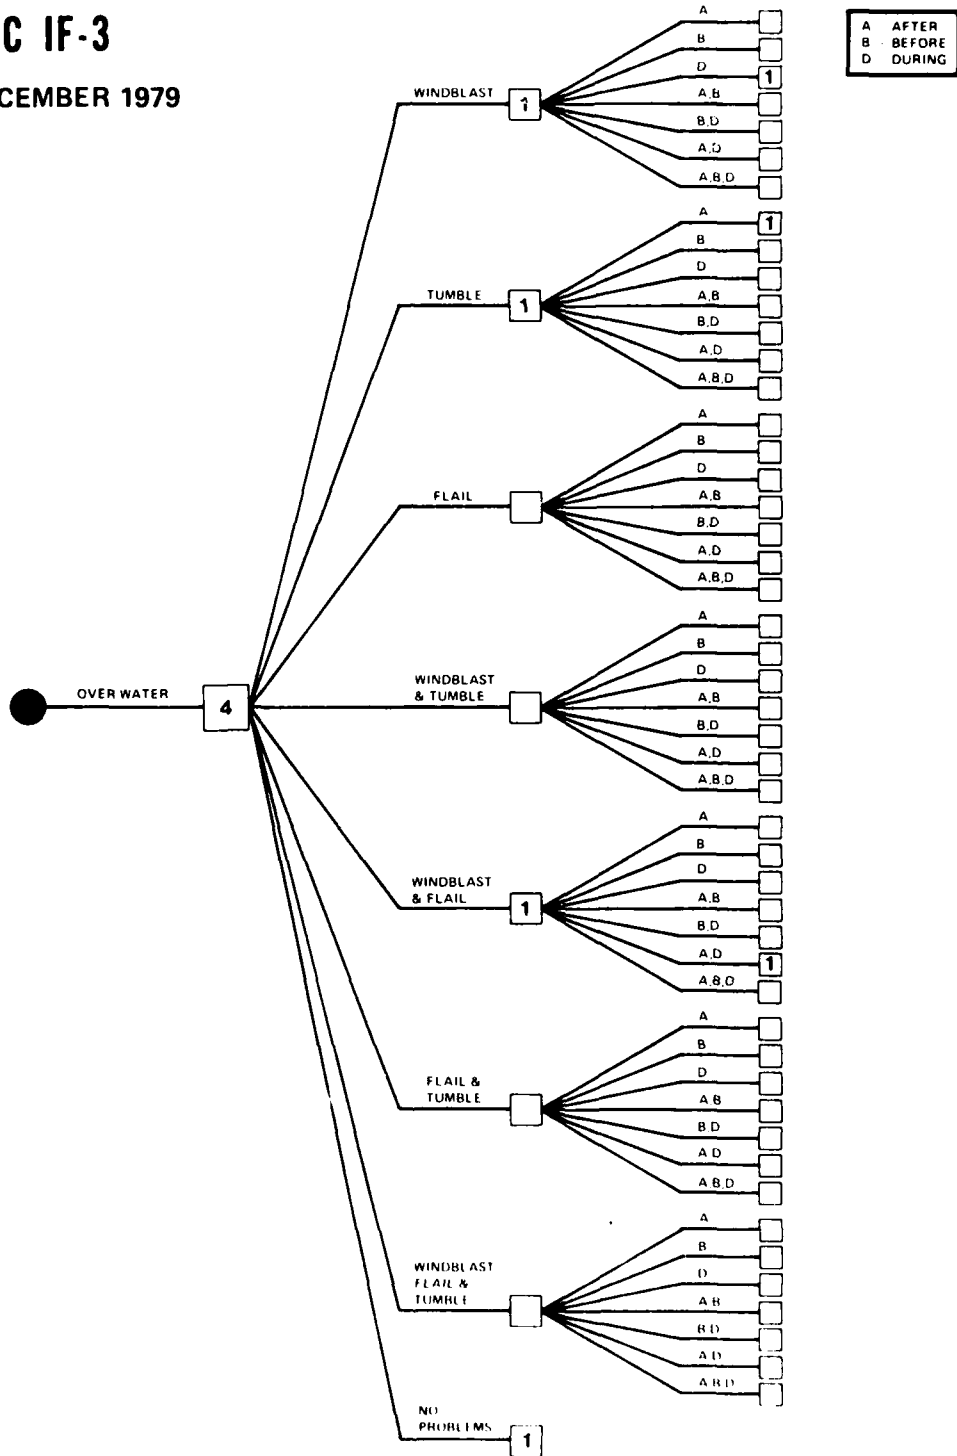 C IF-3
CEMBER 1979
A AFTER
B - BEFORE
D DURING
WINDBLAST
1
A
B
D
1
A,B
B,D
A,D
A,B,D
TUMBLE
1
A
1
B
D
A,B
B,D
A,D
A,B,D
FLAIL
A
B
D
A,B
B,D
A,D
A,B,D
OVER WATER
4
WINDBLAST
& TUMBLE
A
B
D
A,B
B,D
A,D
A,B,D
WINDBLAST
& FLAIL
1
A
B
D
A,B
B,D
A,D
1
A,B,D
FLAIL &
TUMBLE
A
B
D
A,B
B,D
A,D
A,B,D
WINDBLAST
FLAIL &
TUMBLE
A
B
D
A,B
B,D
A,D
A,B,D
NO
PROBLEMS
1